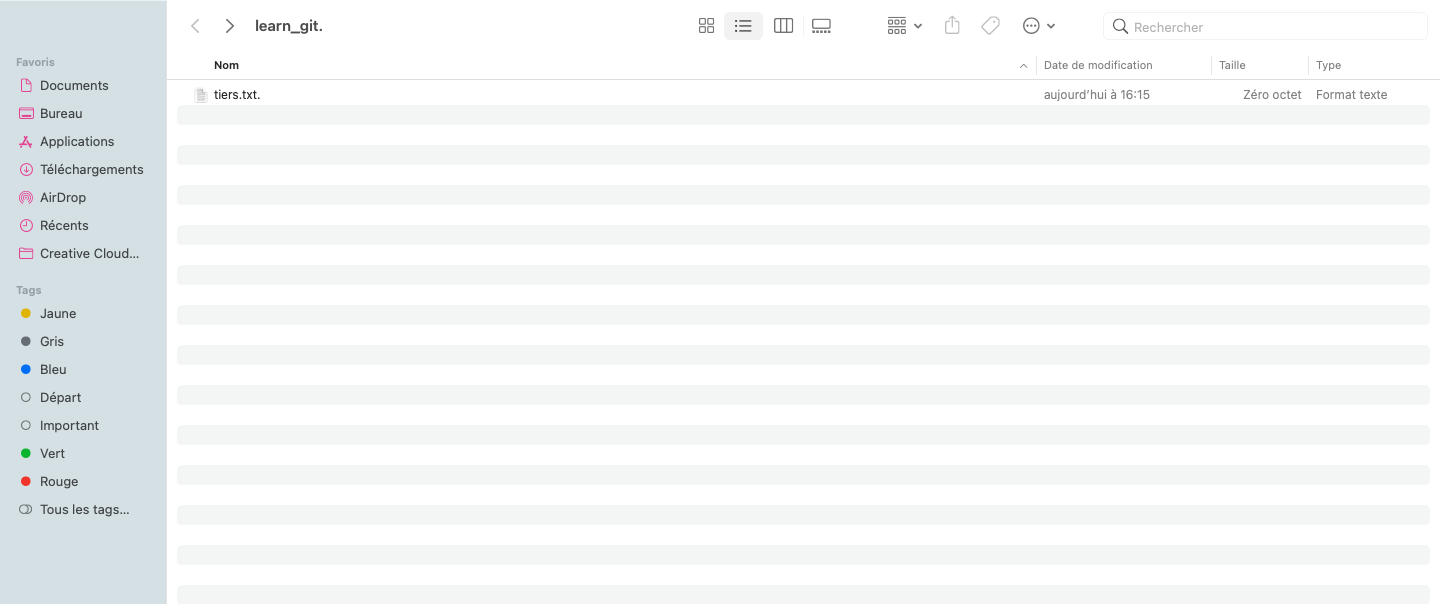 learn_git.
Rechercher
Nom
Date de modification
Taille
Type
tiers.txt.
aujourd'hui à 16:15
Zéro octet
Format texte
Favoris
Documents
Bureau
Applications
Téléchargements
AirDrop
Récents
Creative Cloud...
Tags
Jaune
Gris
Bleu
Départ
Important
Vert
Rouge
Tous les tags...